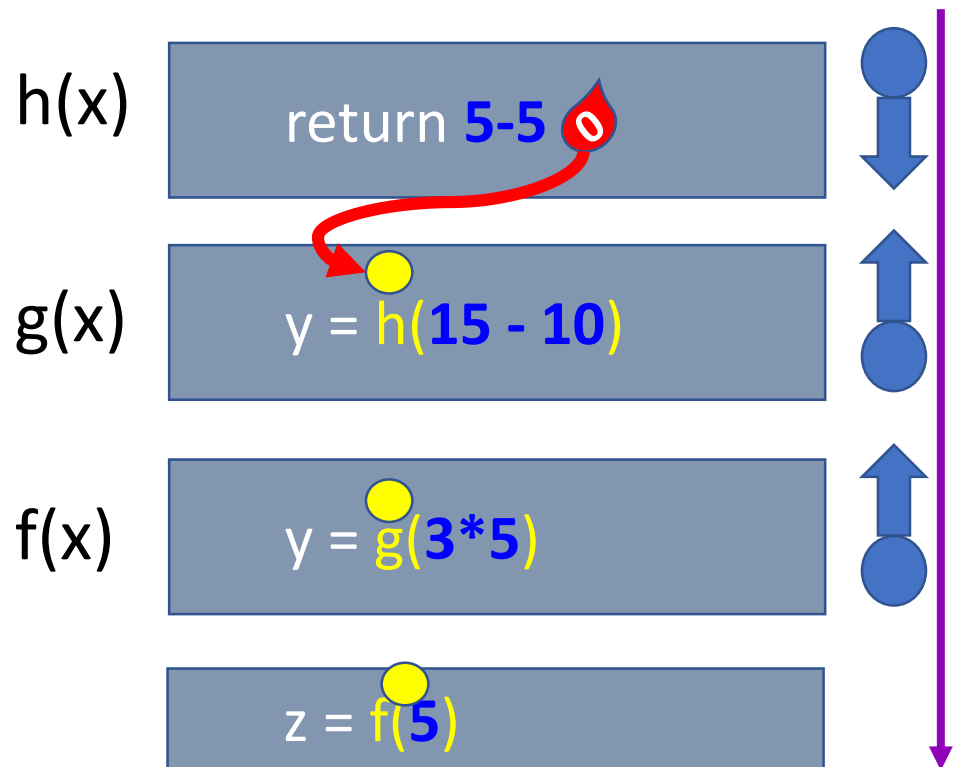 h(x)
return 5-5 0
g(x)
y = h(15 - 10)
f(x)
y = g(3*5)
z = f(5)